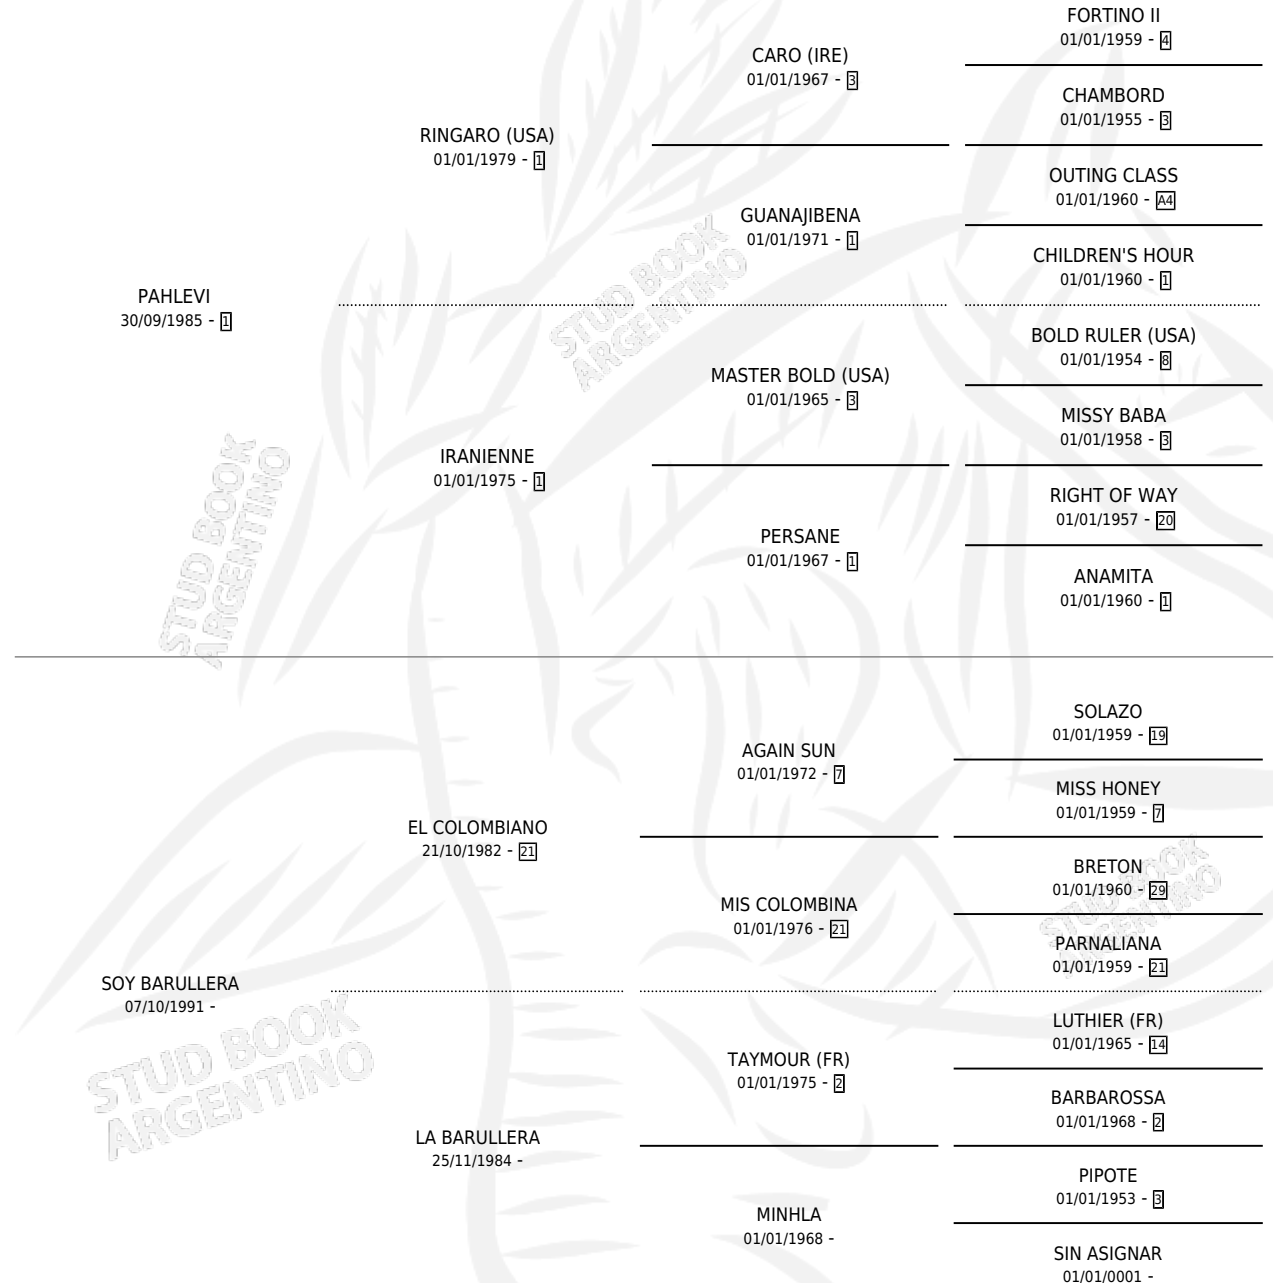 FORTINO II
01/01/1959 - 4
CARO (IRE)
01/01/1967 - 3
CHAMBORD
01/01/1955 - 3
RINGARO (USA)
01/01/1979 - 1
OUTING CLASS
01/01/1960 - A4
GUANAJIBENA
01/01/1971 - 1
CHILDREN'S HOUR
01/01/1960 - 1
PAHLEVI
30/09/1985 - 1
BOLD RULER (USA)
01/01/1954 - 8
MASTER BOLD (USA)
01/01/1965 - 3
MISSY BABA
01/01/1958 - 3
IRANIENNE
01/01/1975 - 1
RIGHT OF WAY
01/01/1957 - 20
PERSANE
01/01/1967 - 1
ANAMITA
01/01/1960 - 1
SOLAZO
01/01/1959 - 19
AGAIN SUN
01/01/1972 - 7
MISS HONEY
01/01/1959 - 7
EL COLOMBIANO
21/10/1982 - 21
BRETON
01/01/1960 - 29
MIS COLOMBINA
01/01/1976 - 21
PARNALIANA
01/01/1959 - 21
SOY BARULLERA
07/10/1991 -
LUTHIER (FR)
01/01/1965 - 14
TAYMOUR (FR)
01/01/1975 - 2
BARBAROSSA
01/01/1968 - 2
LA BARULLERA
25/11/1984 -
PIPOTE
01/01/1953 - 3
MINHLA
01/01/1968 -
SIN ASIGNAR
01/01/0001 -
STUD BOOK
ARGENTINO
STUD BOOK
ARGENTINO
STUD BOOK
ARGENTINO
STUD BOOK
ARGENTINO